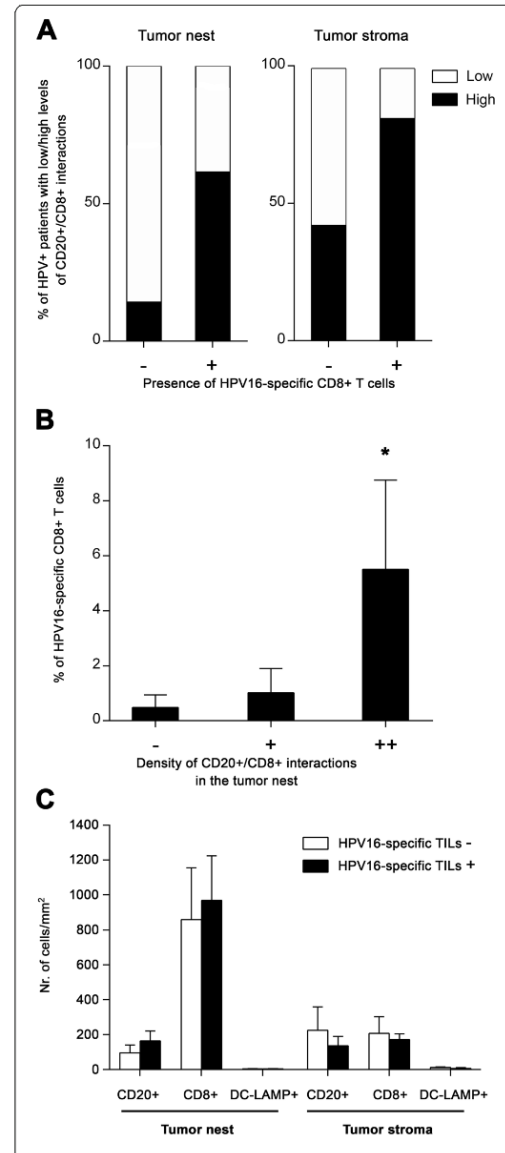 A
Tumor nest
Tumor stroma
% of HPV+ patients with low/high levels
of CD20+/CD8+ interactions
100
50
0
100
50
0
Low
High
- + - +
Presence of HPV16-specific CD8+ T cells
B
% of HPV16-specific CD8+ T cells
10
8
6
4
2
0
*
- + ++
Density of CD20+/CD8+ interactions
in the tumor nest
C
Nr. of cells/mm²
1400
1200
1000
800
600
400
200
0
HPV16-specific TILs -
HPV16-specific TILs +
CD20+ CD8+ DC-LAMP+ CD20+ CD8+ DC-LAMP+
Tumor nest Tumor stroma